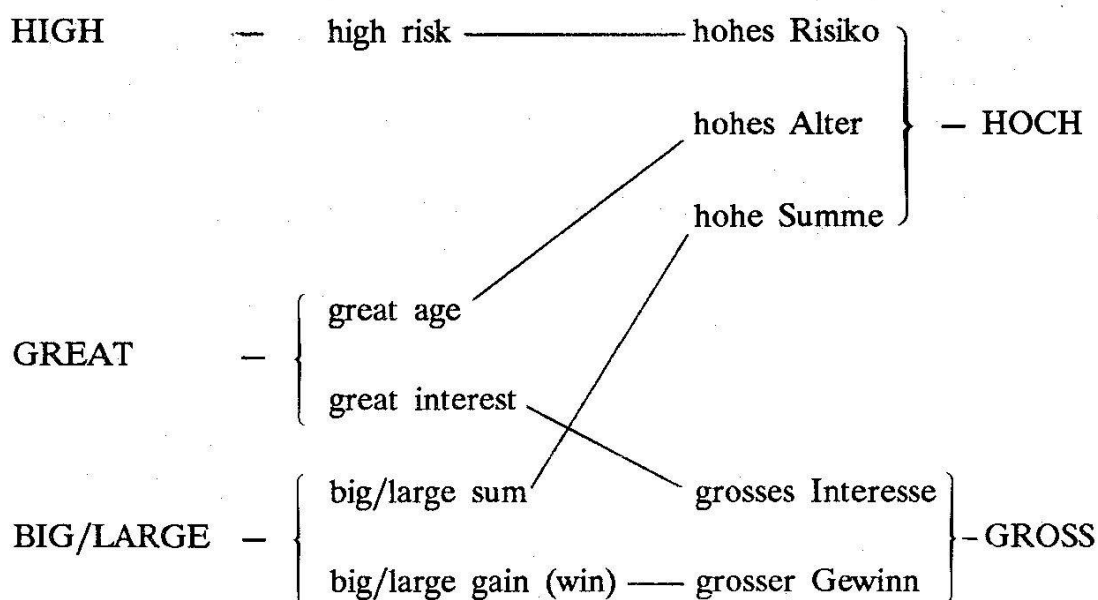 HIGH – high risk hohes Risiko
hohes Alter – HOCH
hohe Summe
great age
GREAT –
great interest
big/large sum grosses Interesse
BIG/LARGE – – GROSS
big/large gain (win) grosser Gewinn